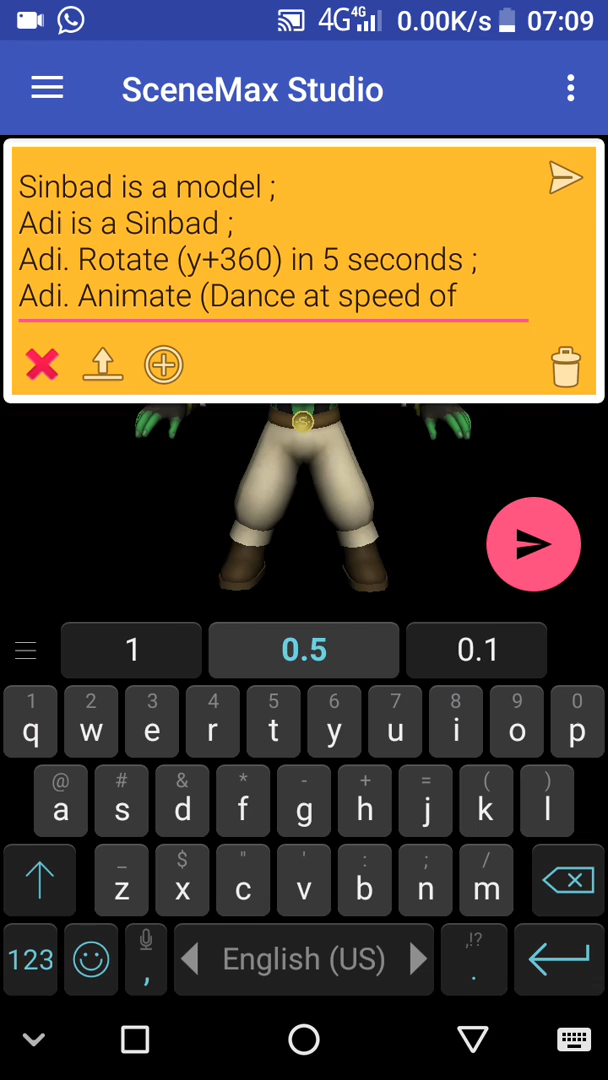 4G 4G 0.00K/s 07:09
SceneMax Studio
Sinbad is a model ;
Adi is a Sinbad ;
Adi. Rotate (y+360) in 5 seconds ;
Adi. Animate (Dance at speed of
S
1 0.5 0.1
1 2 3 4 5 6 7 8 9 0
q w e r t y u i o p
@ # & * - + = ( )
a s d f g h j k l
_ $ " ' : ; /
z x c v b n m
,!?
123 , English (US) .